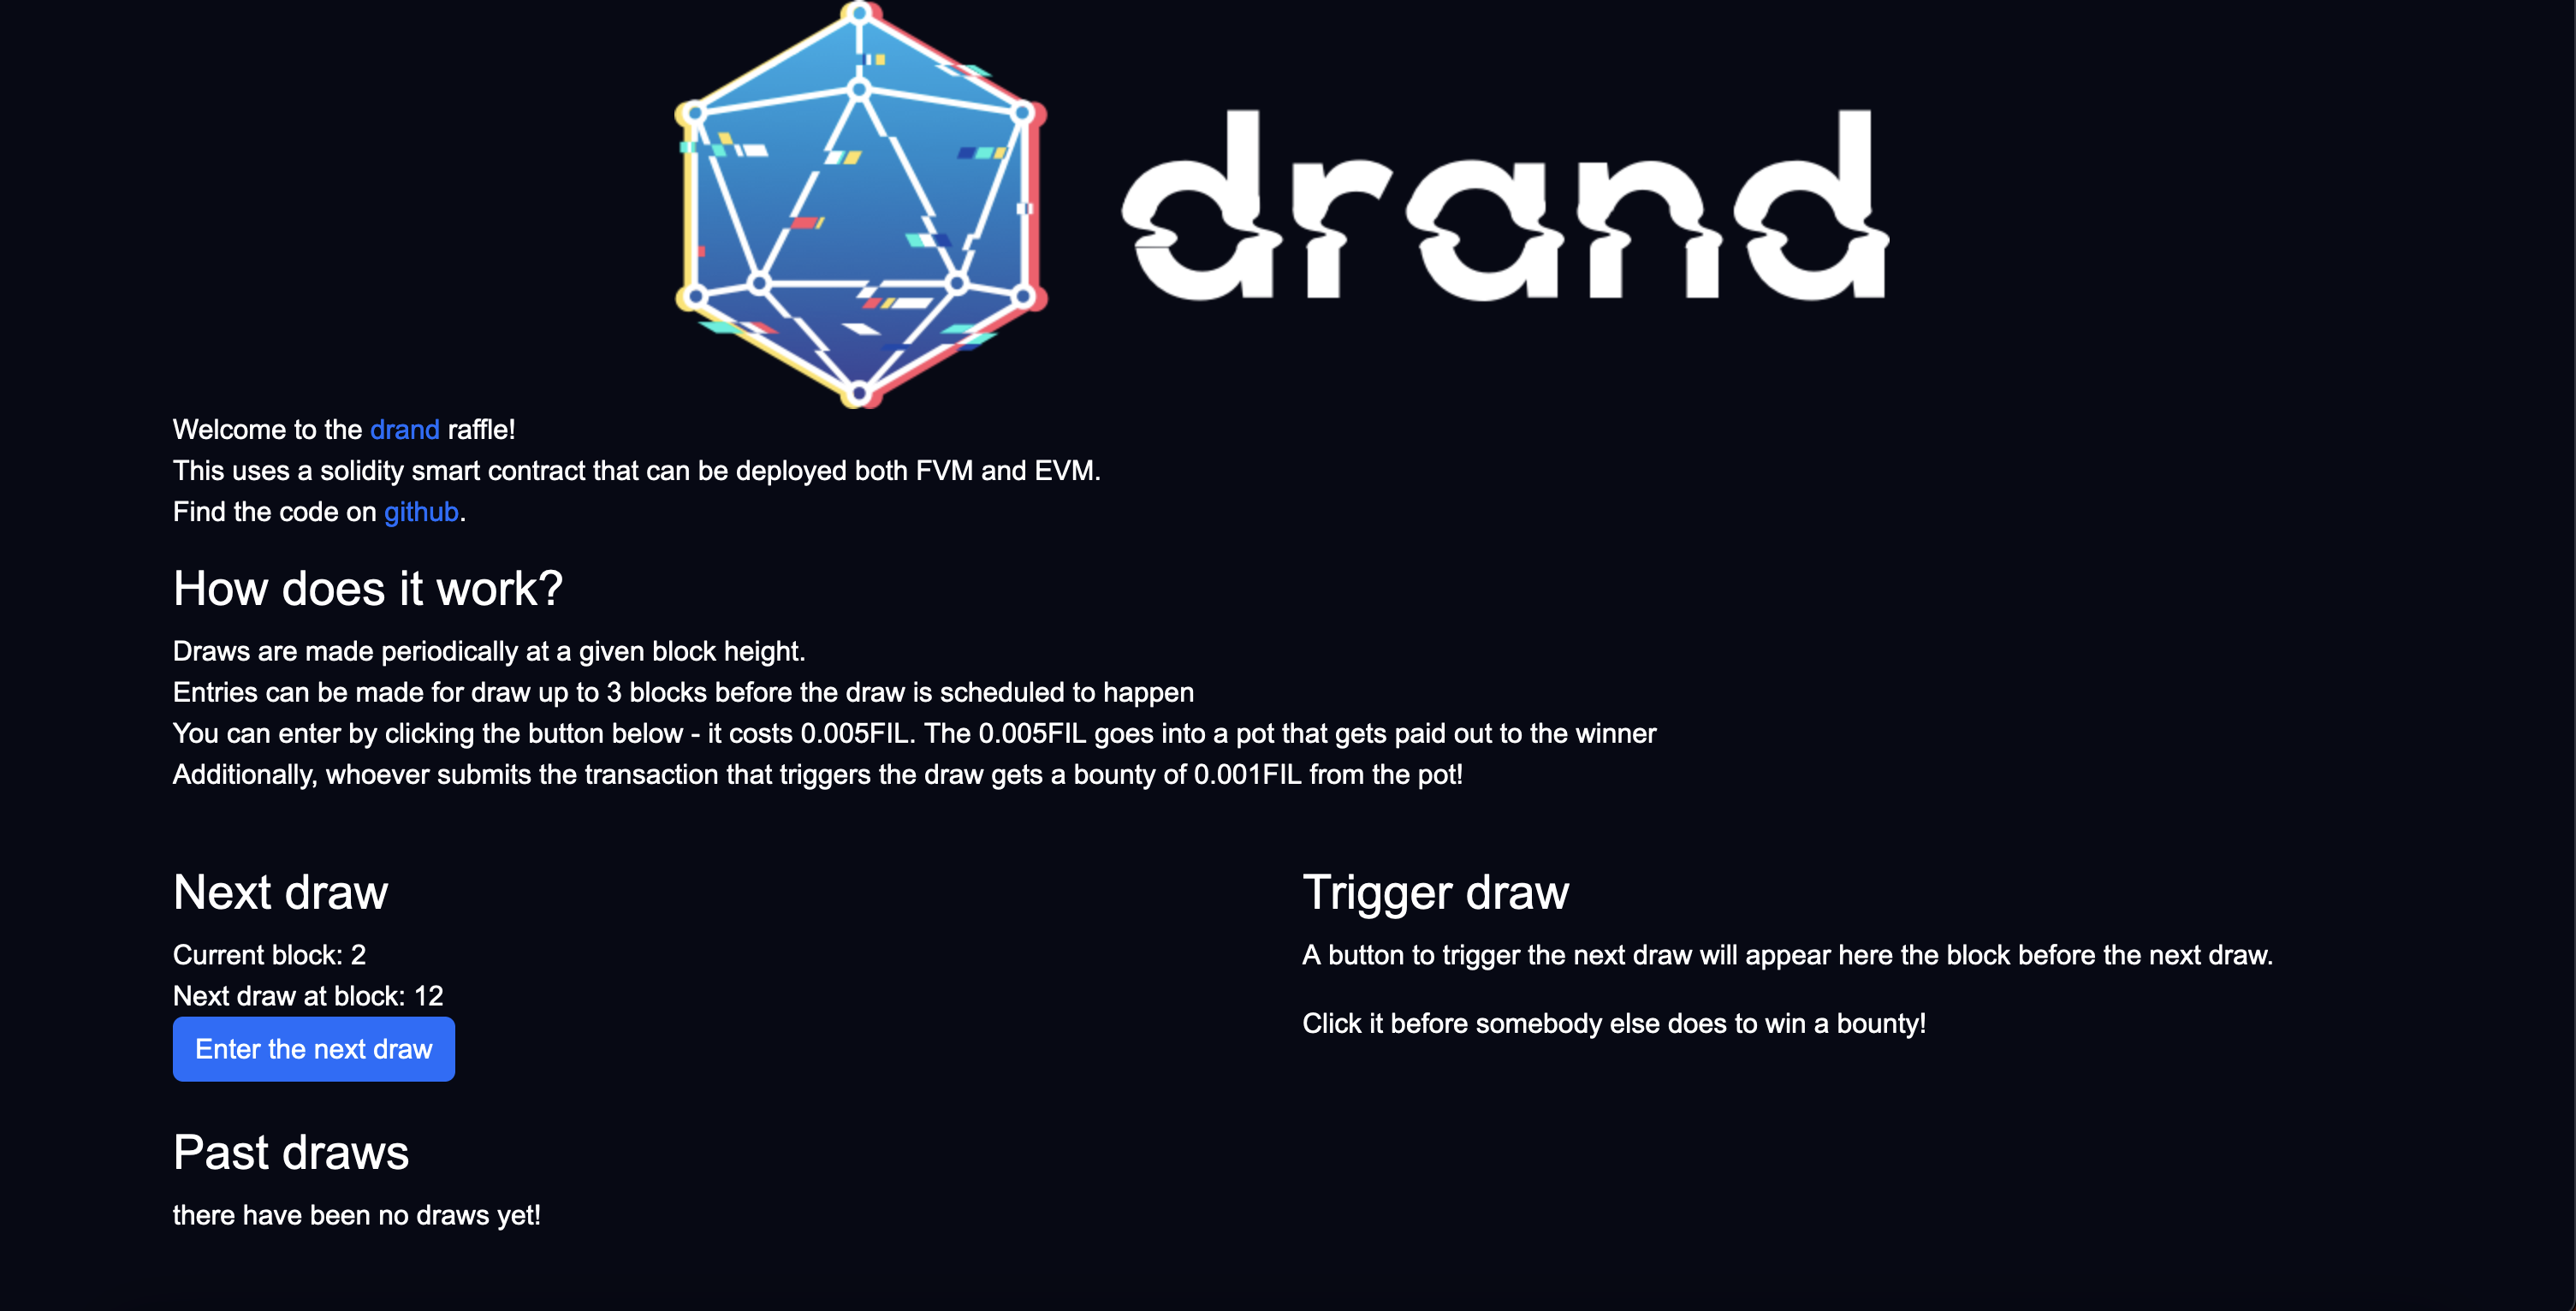 drand
Welcome to the drand raffle!
This uses a solidity smart contract that can be deployed both FVM and EVM.
Find the code on github.
How does it work?
Draws are made periodically at a given block height.
Entries can be made for draw up to 3 blocks before the draw is scheduled to happen
You can enter by clicking the button below - it costs 0.005FIL. The 0.005FIL goes into a pot that gets paid out to the winner
Additionally, whoever submits the transaction that triggers the draw gets a bounty of 0.001FIL from the pot!
Next draw
Current block: 2
Next draw at block: 12
Enter the next draw
Trigger draw
A button to trigger the next draw will appear here the block before the next draw.
Click it before somebody else does to win a bounty!
Past draws
there have been no draws yet!